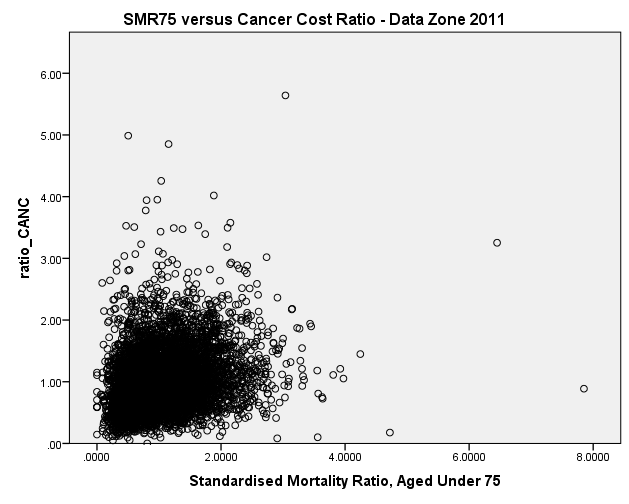 SMR75 versus Cancer Cost Ratio - Data Zone 2011
6.00
5.00
4.00
3.00
2.00
1.00
.00
ratio_CANC
.0000 2.0000 4.0000 6.0000 8.0000
Standardised Mortality Ratio, Aged Under 75